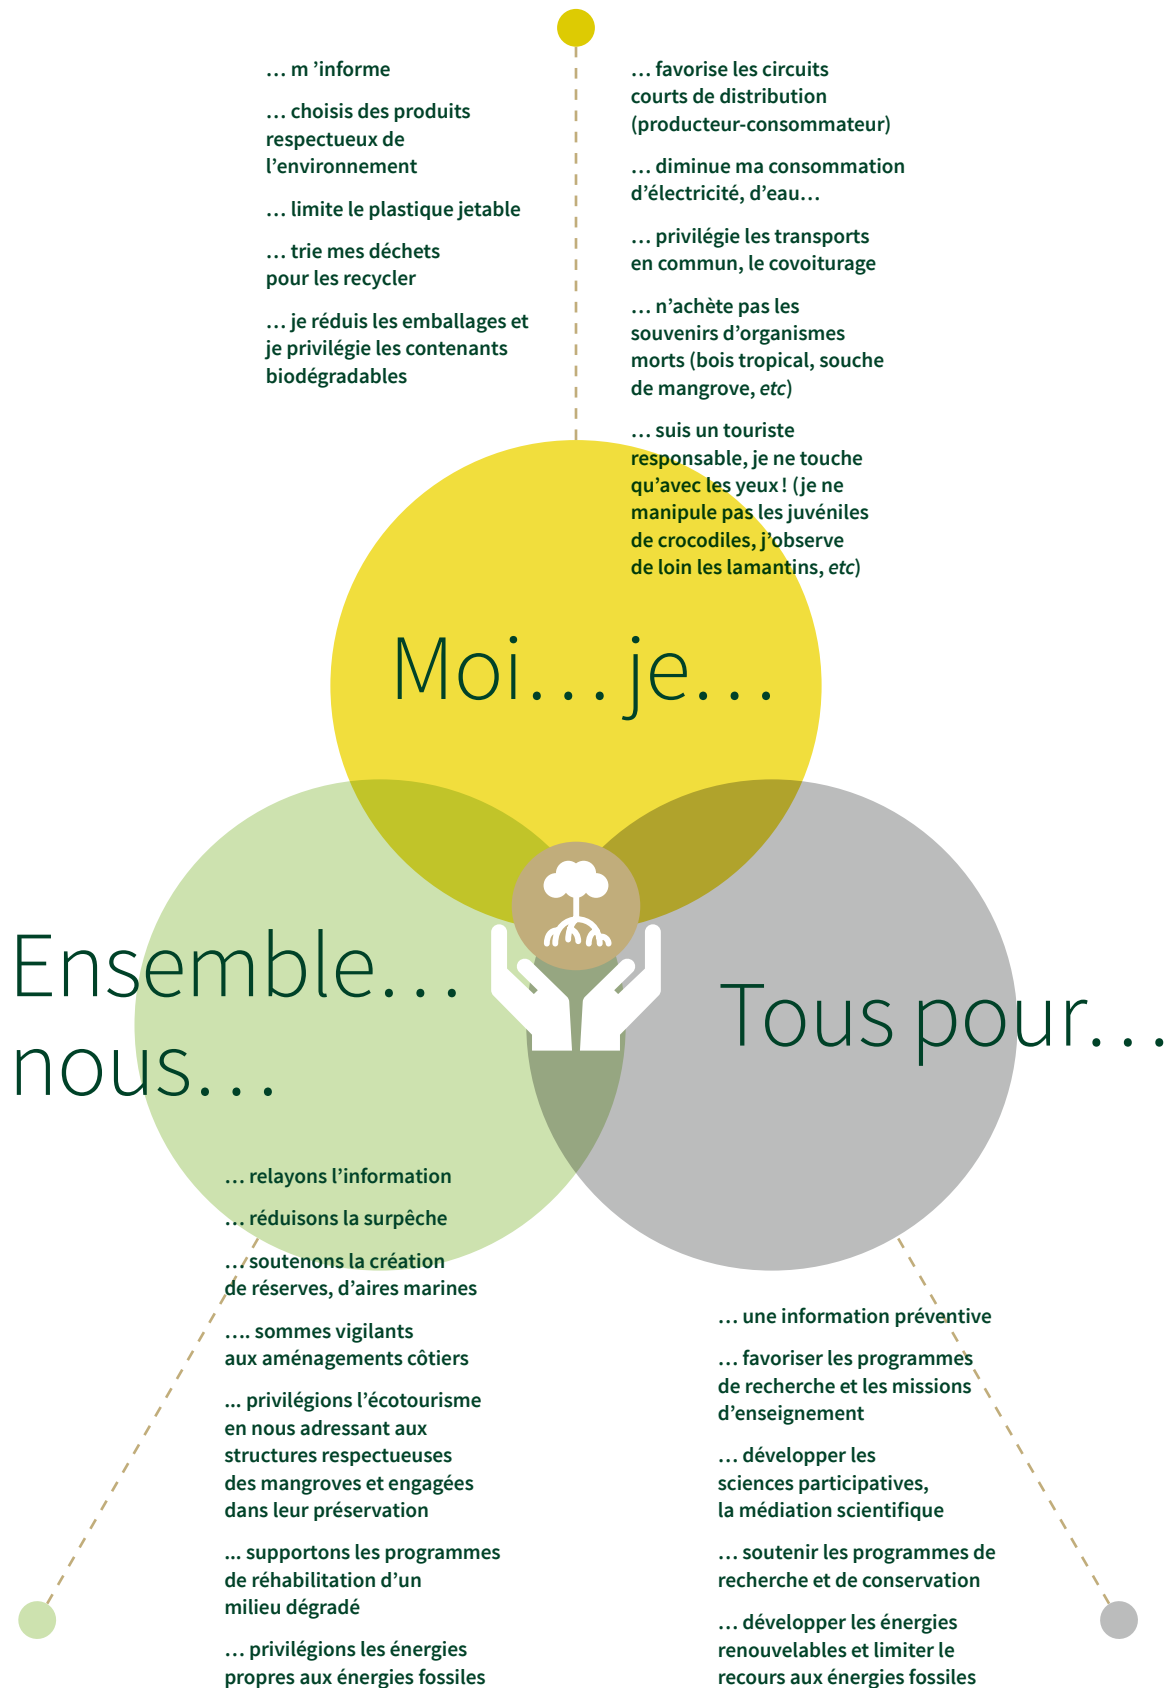 … m ’informe
… choisis des produits
respectueux de
l’environnement
… limite le plastique jetable
… trie mes déchets
pour les recycler
… je réduis les emballages et
je privilégie les contenants
biodégradables
… favorise les circuits
courts de distribution
(producteur-consommateur)
… diminue ma consommation
d’électricité, d’eau…
… privilégie les transports
en commun, le covoiturage
… n’achète pas les
souvenirs d’organismes
morts (bois tropical, souche
de mangrove, etc)
… suis un touriste
responsable, je ne touche
qu’avec les yeux ! (je ne
manipule pas les juvéniles
de crocodiles, j’observe
de loin les lamantins, etc)
Moi… je…
Ensemble…
nous…
… relayons l’information
… réduisons la surpêche
… soutenons la création
de réserves, d’aires marines
…. sommes vigilants
aux aménagements côtiers
... privilégions l’écotourisme
en nous adressant aux
structures respectueuses
des mangroves et engagées
dans leur préservation
... supportons les programmes
de réhabilitation d’un
milieu dégradé
… privilégions les énergies
propres aux énergies fossiles
Tous pour…
… une information préventive
… favoriser les programmes
de recherche et les missions
d’enseignement
… développer les
sciences participatives,
la médiation scientifique
… soutenir les programmes de
recherche et de conservation
… développer les énergies
renouvelables et limiter le
recours aux énergies fossiles